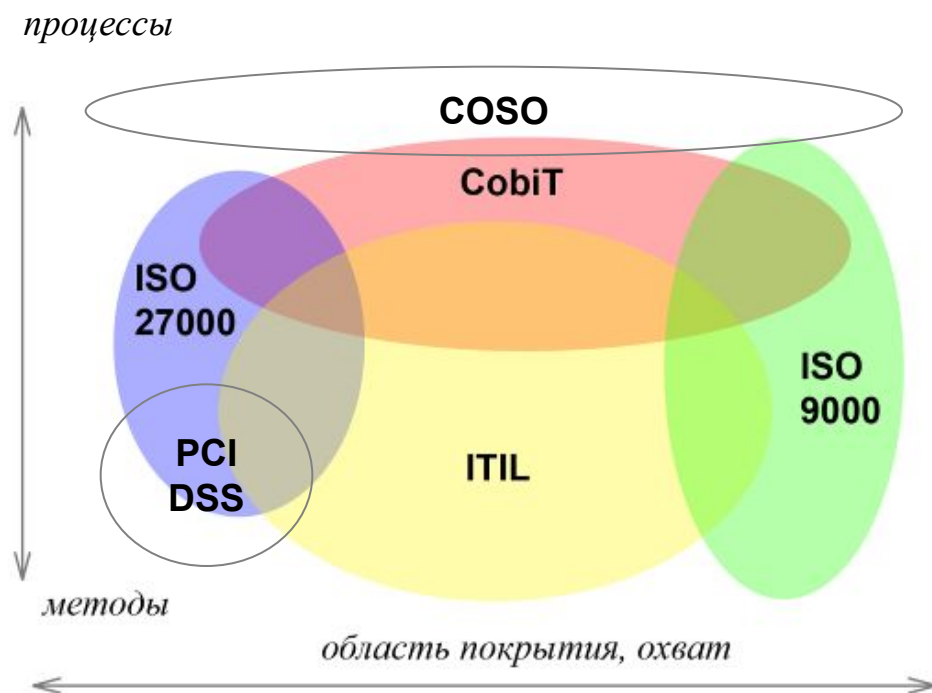 процессы
COSO
CobiT
ISO
27000
ISO
9000
PCI
DSS
ITIL
методы
область покрытия, охват